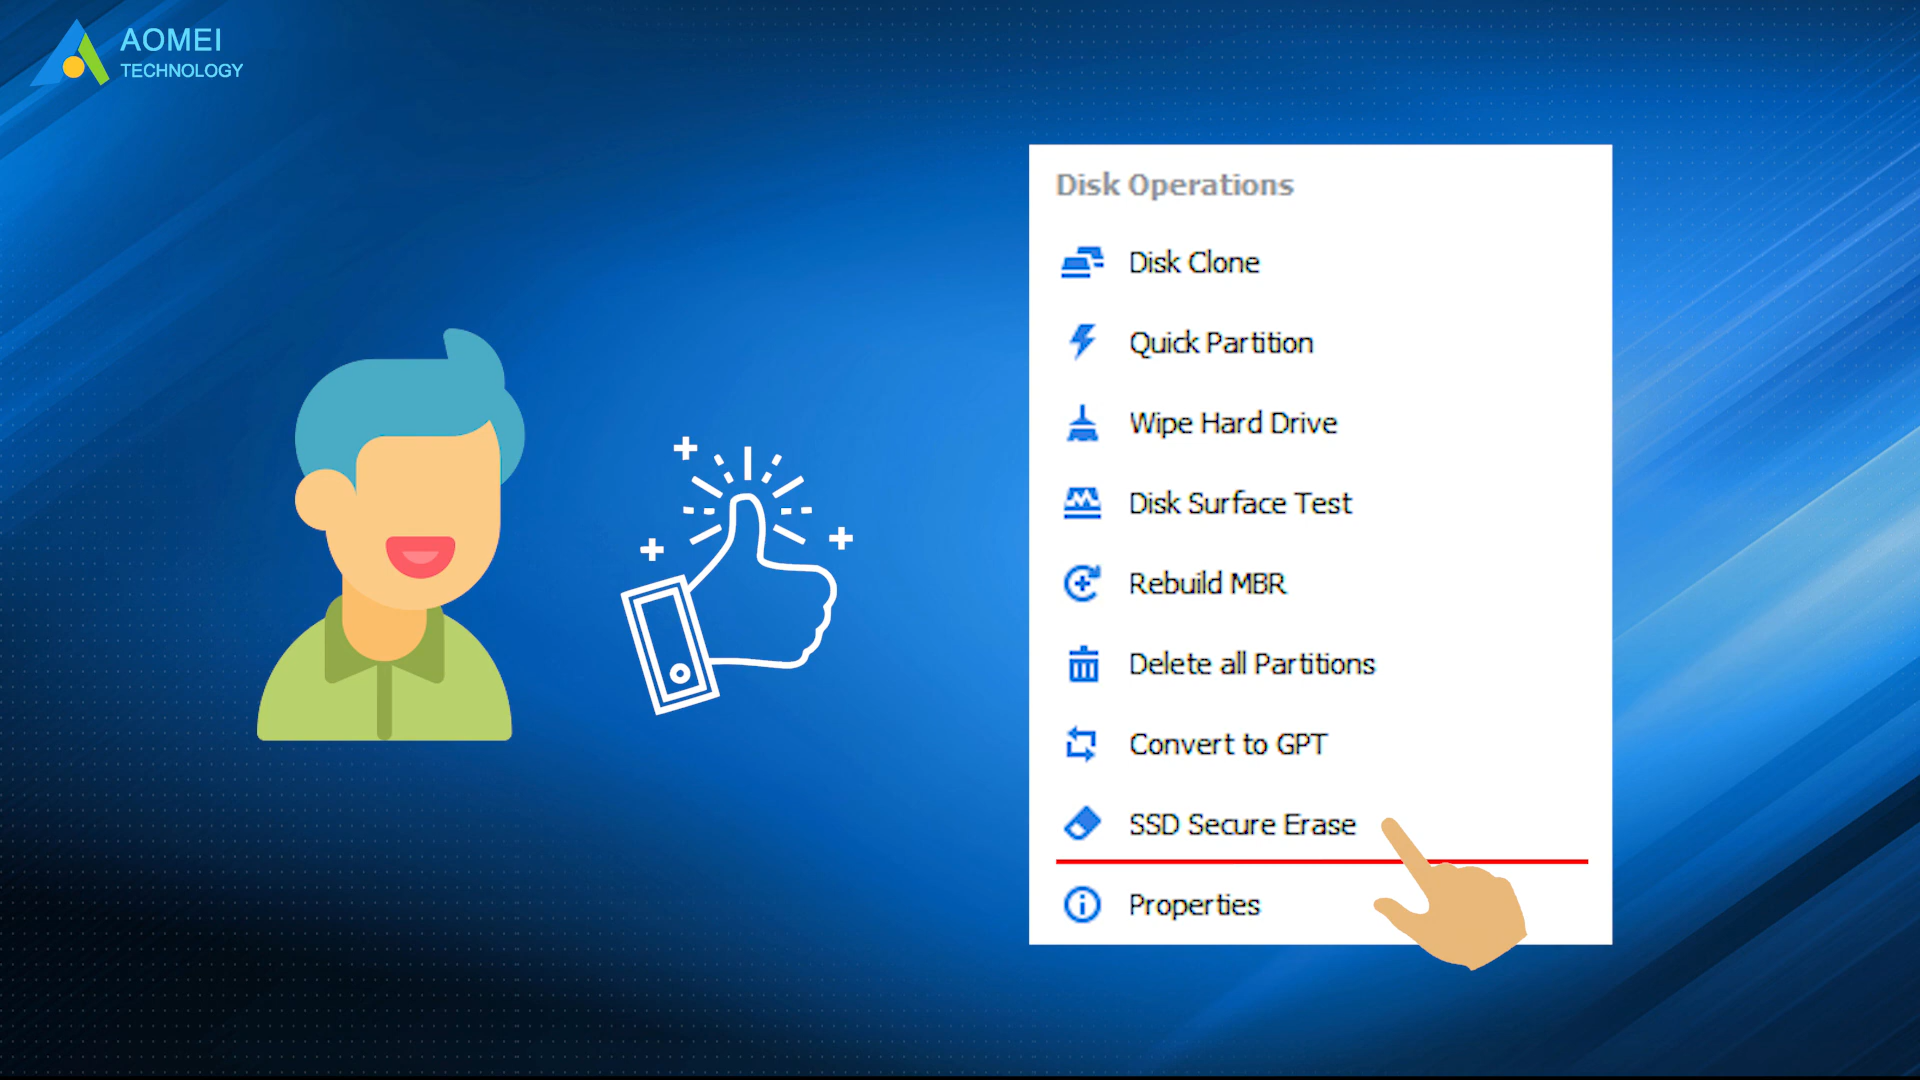 AOMEI
TECHNOLOGY
Disk Operations
Disk Clone
Quick Partition
Wipe Hard Drive
Disk Surface Test
Rebuild MBR
Delete all Partitions
Convert to GPT
SSD Secure Erase
Properties